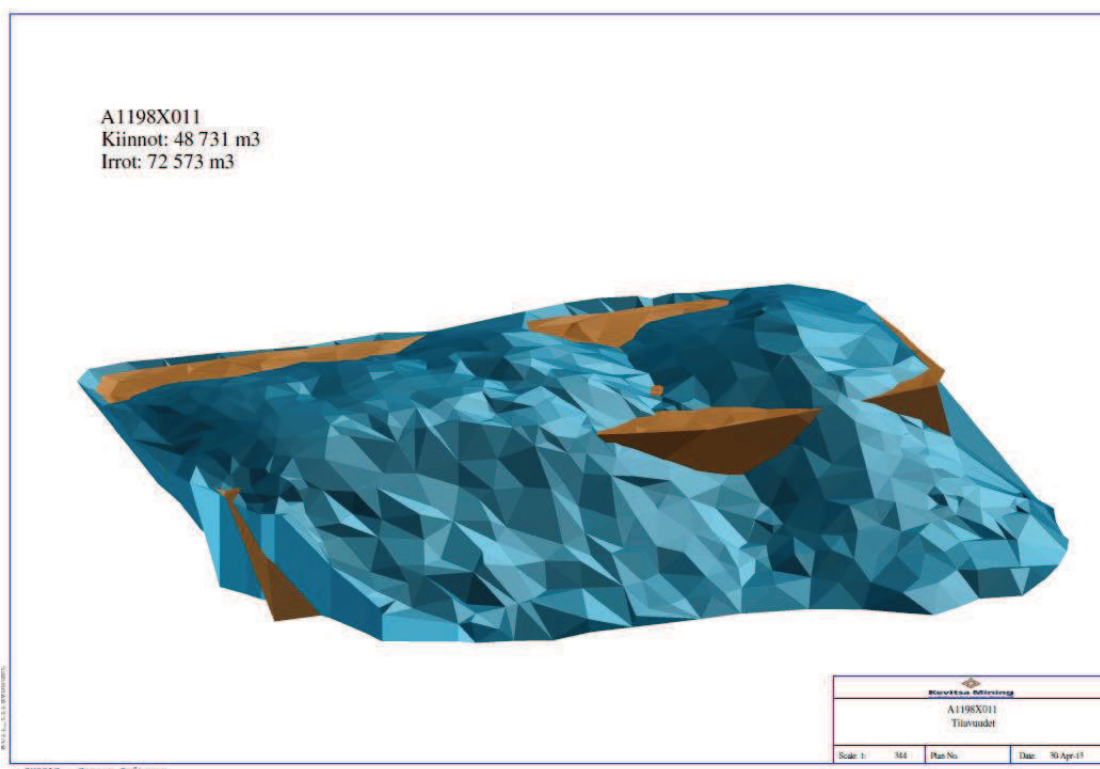 A1198X011
Kiinnot: 48 731 m3
Irrot: 72 573 m3
Kevitsa Mining
A1198X011
Tilavuudet
Scale: 1: 344 Plan No. Date: 30-Apr-13